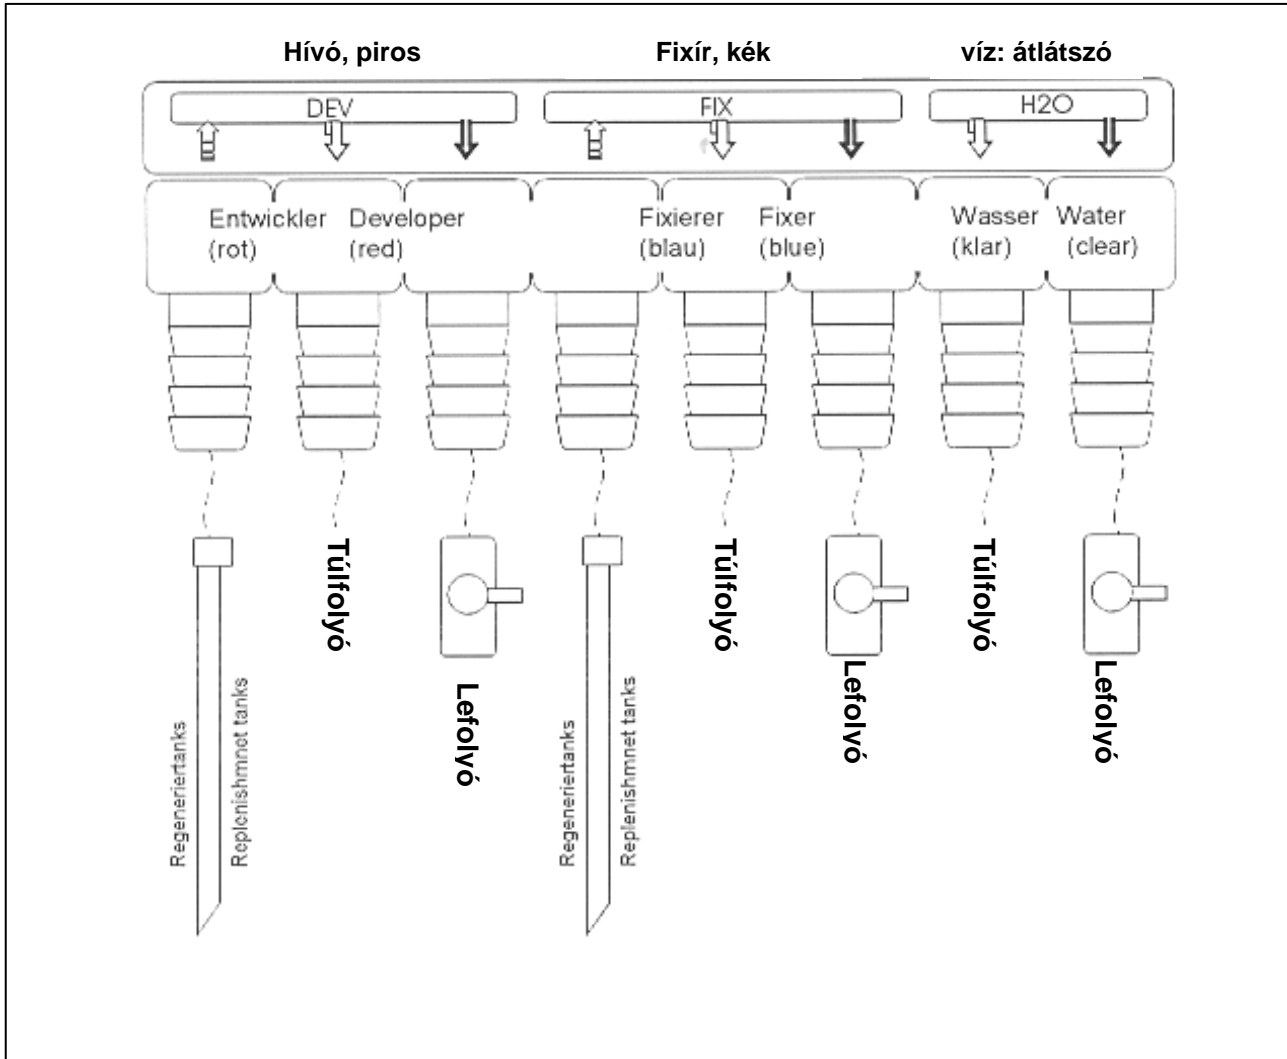 Hívó, piros
Fixír, kék
víz: átlátszó
DEV
FIX
H2O
Entwickler
(rot)
Developer
(red)
Fixierer
(blau)
Fixer
(blue)
Wasser
(klar)
Water
(clear)
Túlfolyó
Lefolyó
Túlfolyó
Lefolyó
Túlfolyó
Lefolyó
Regeneriertanks
Replenishmnet tanks
Regeneriertanks
Replenishmnet tanks